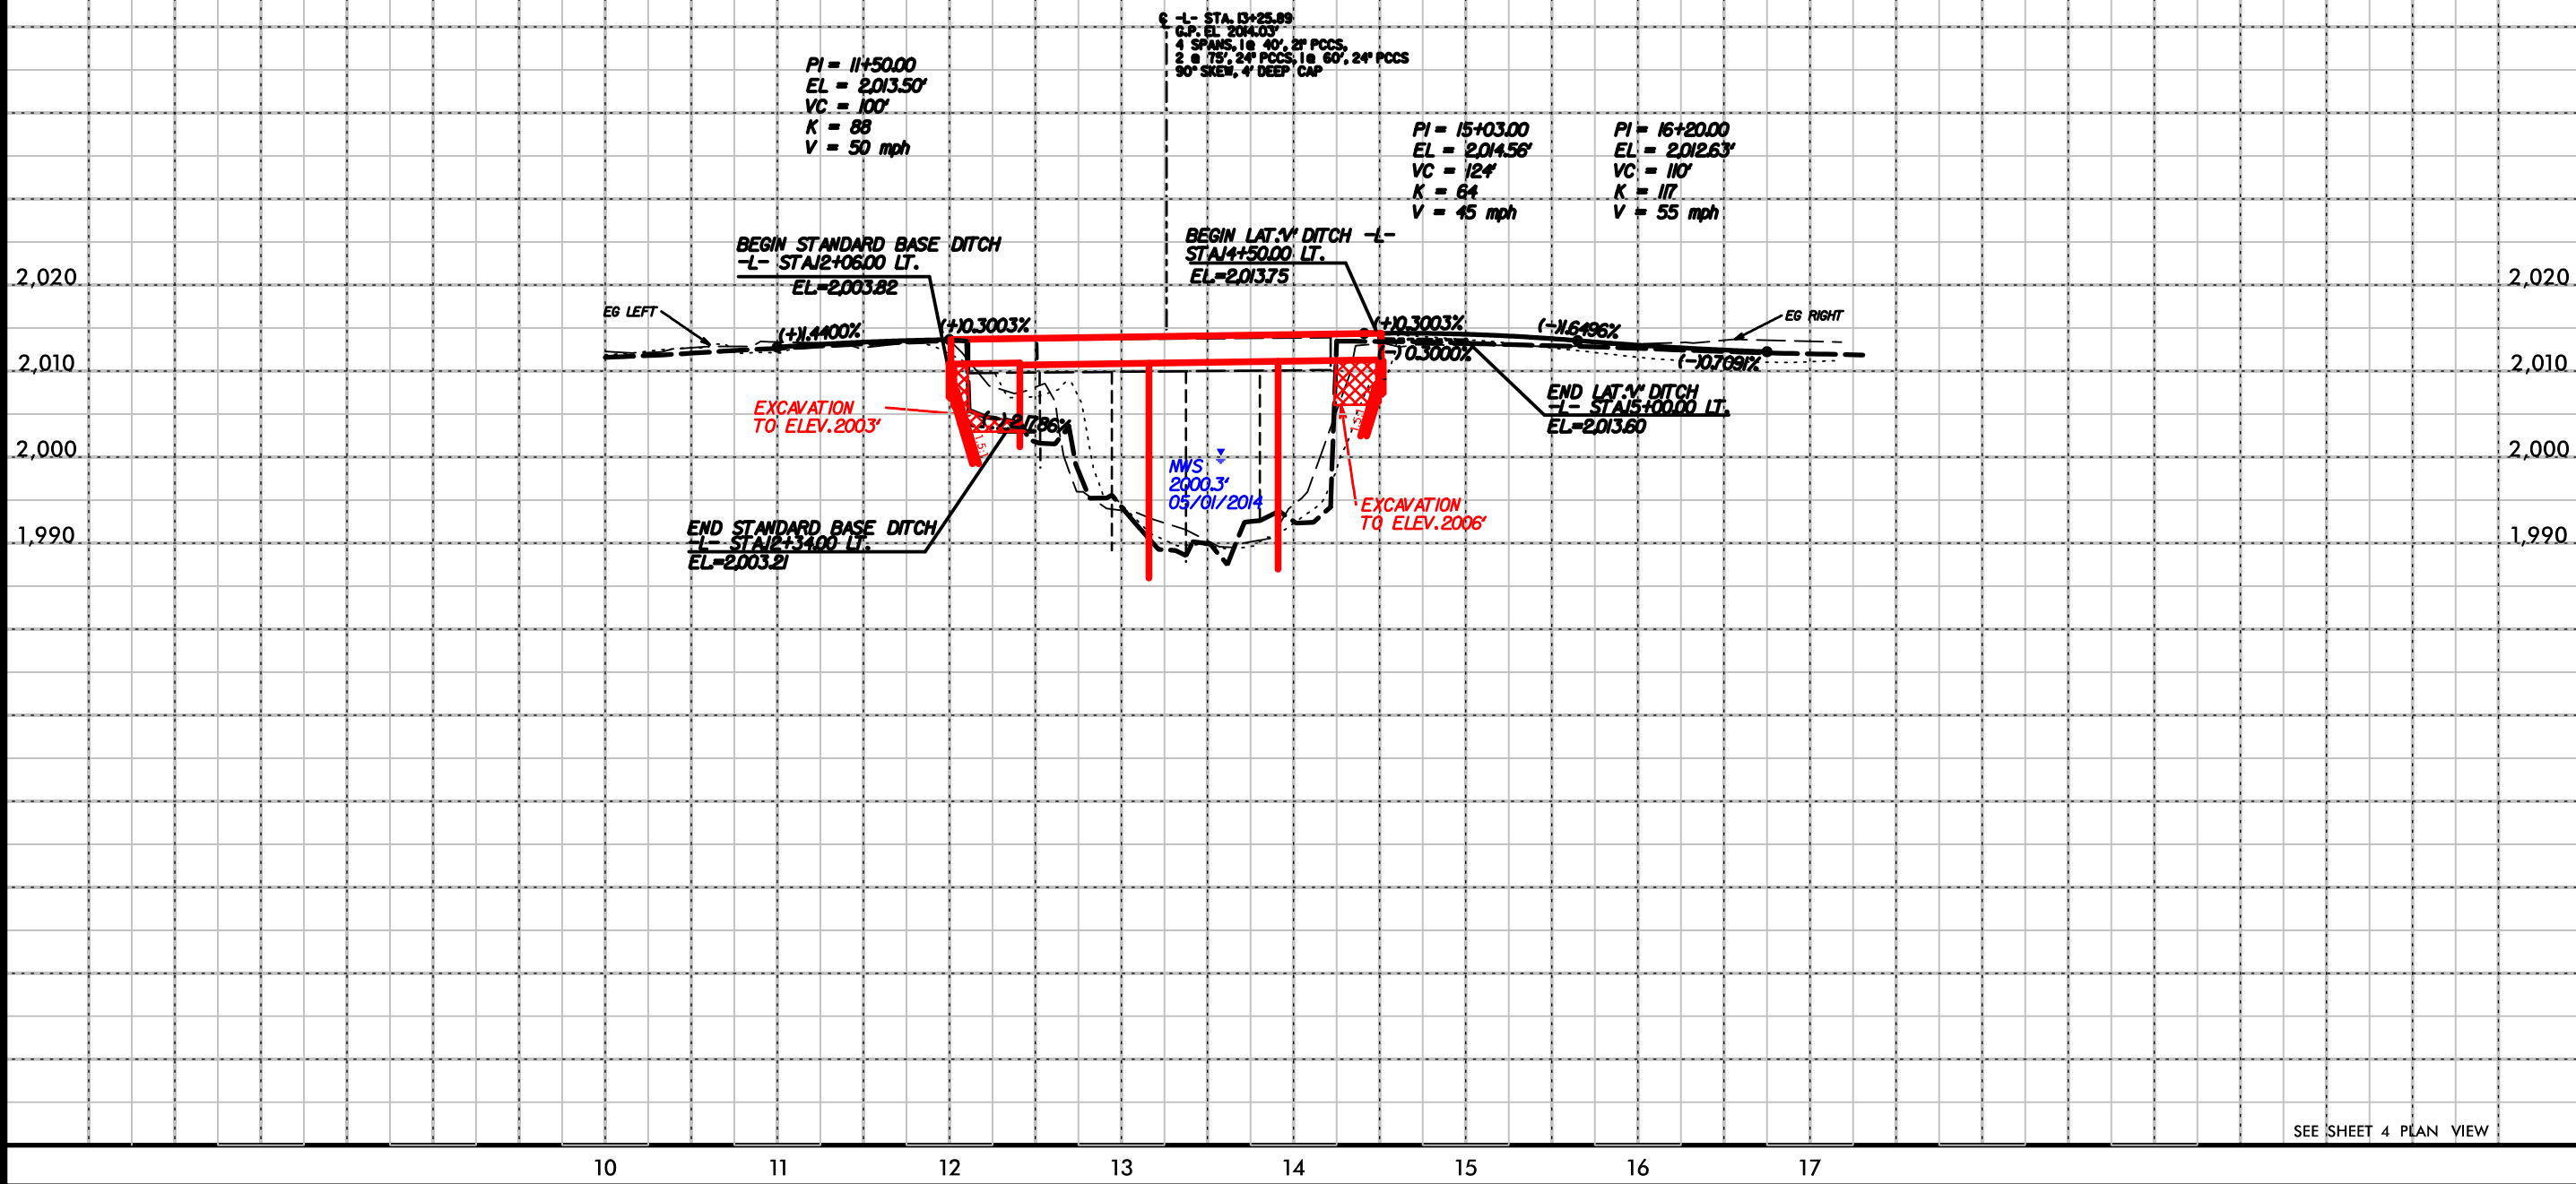 ℄ -L- STA. 13+25.89
G.P. EL 2014.03'
4 SPANS, 1 @ 40', 21" PCCS,
2 @ 75', 24" PCCS, 1 @ 60', 24" PCCS
90° SKEW, 4' DEEP CAP
PI = 11+50.00
EL = 2,013.50'
VC = 100'
K = 88
V = 50 mph
PI = 15+03.00
EL = 2,014.56'
VC = 124'
K = 64
V = 45 mph
PI = 16+20.00
EL = 2,012.63'
VC = 110'
K = 117
V = 55 mph
BEGIN STANDARD BASE DITCH
-L- STA.12+06.00 LT.
EL.=2,003.82
BEGIN LAT.'V' DITCH -L-
STA.14+50.00 LT.
EL.=2,013.75
2,020
2,020
EG LEFT
(+)1.4400%
(+)0.3003%
(+)0.3003%
(-)1.6496%
EG RIGHT
(-)0.3000%
(-)0.7091%
2,010
2,010
END LAT.'V' DITCH
-L- STA.15+00.00 LT.
EL.=2,013.60
EXCAVATION
TO ELEV.2003'
(-)2.1786%
1.5:1
1.5:1
2,000
2,000
NWS
2000.3'
05/01/2014
EXCAVATION
TO ELEV.2006'
END STANDARD BASE DITCH
-L- STA.12+34.00 LT.
EL.=2,003.21
1,990
1,990
SEE SHEET 4 PLAN VIEW
10 11 12 13 14 15 16 17